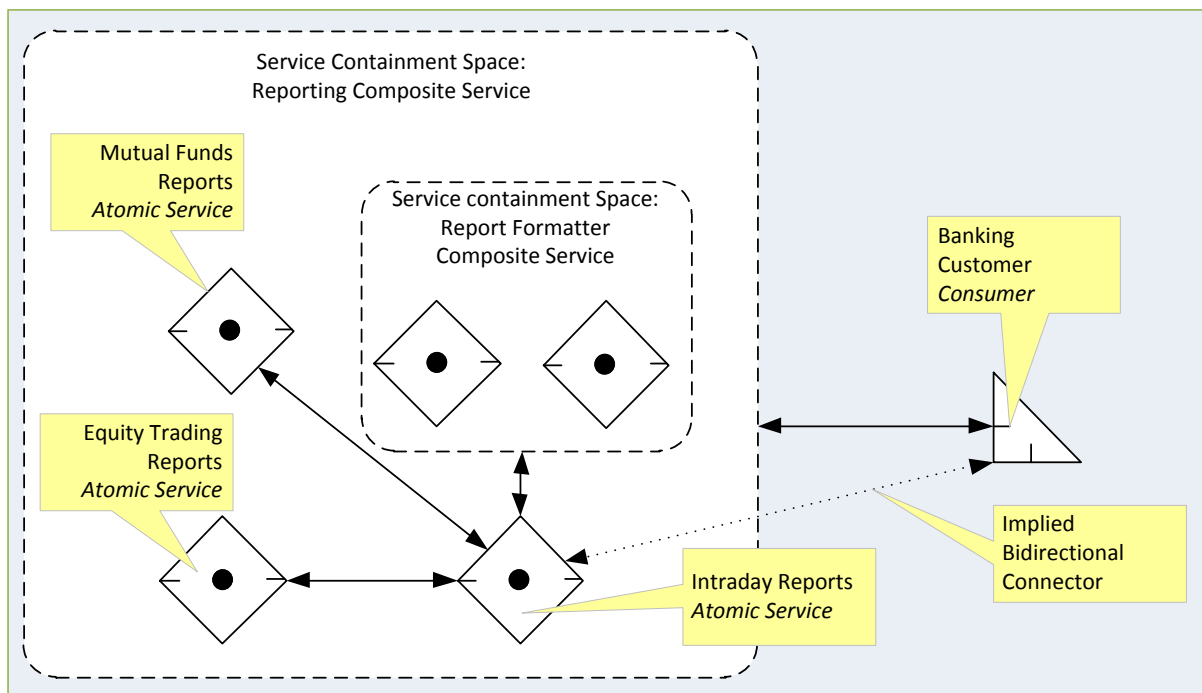 Service Containment Space:
Reporting Composite Service
Mutual Funds
Reports
Atomic Service
Service containment Space:
Report Formatter
Composite Service
Banking
Customer
Consumer
Equity Trading
Reports
Atomic Service
Intraday Reports
Atomic Service
Implied
Bidirectional
Connector